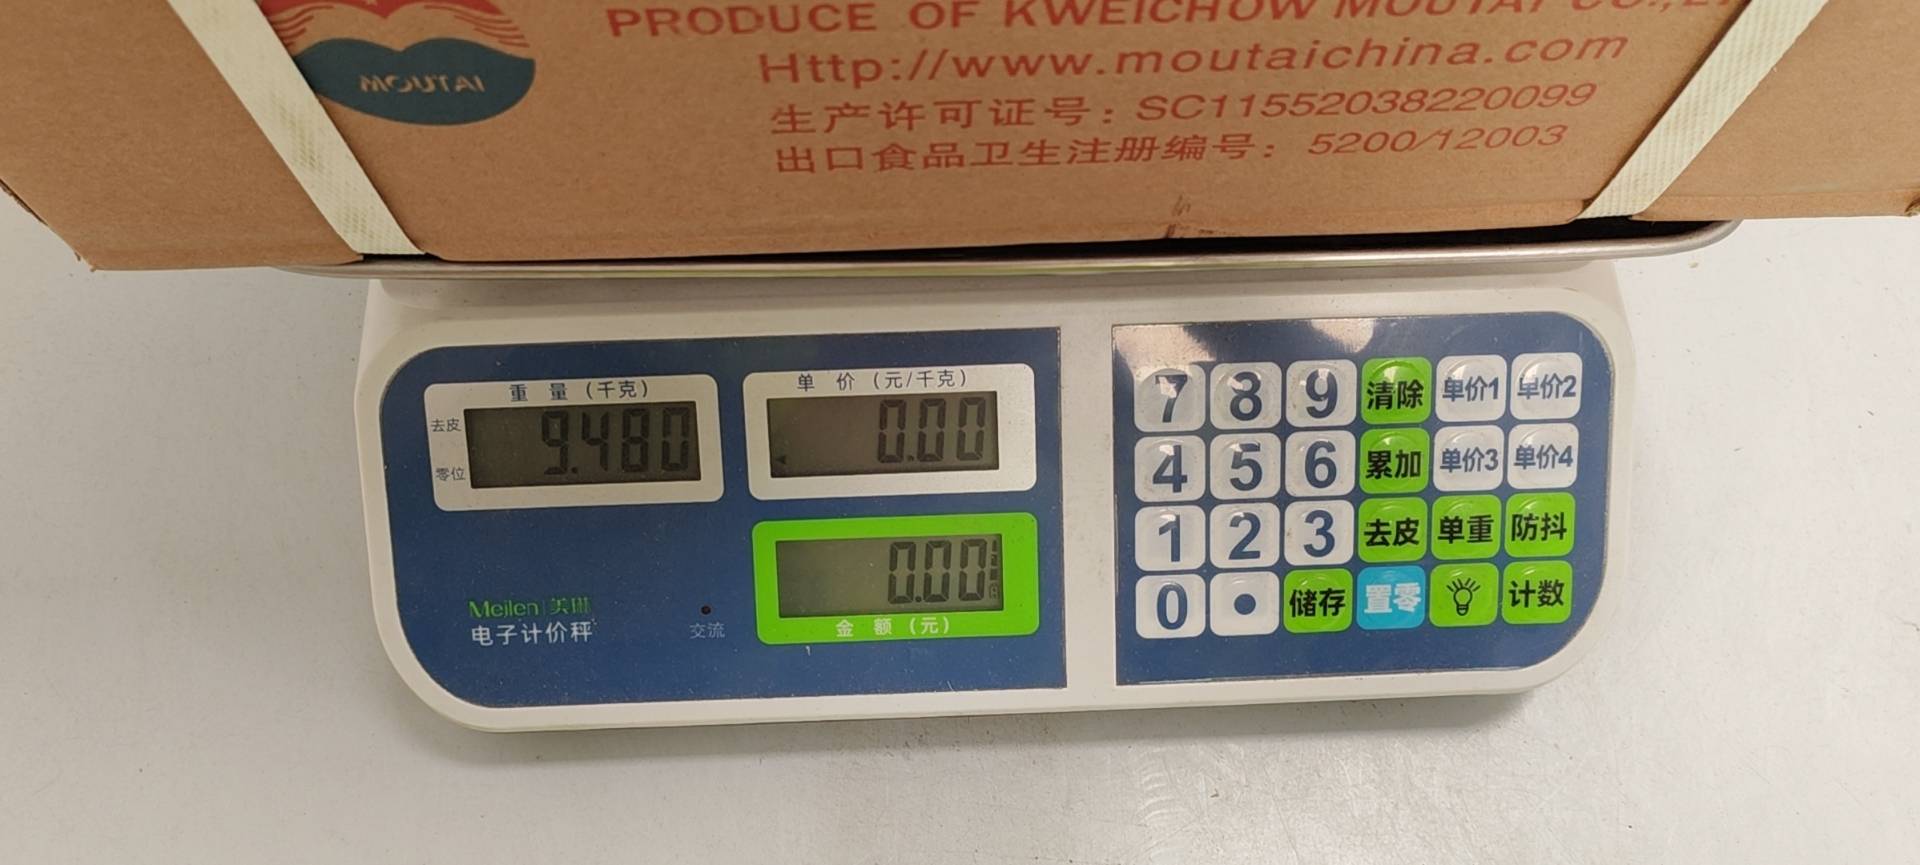 MOUTAI
PRODUCE OF KWEICHOW MOUTAI CO.,L
Http://www.moutaichina.com
生产许可证号：SC11552038220099
出口食品卫生注册编号：5200/12003
重 量 (千克)
去皮
零位
9.480
单 价 (元/千克)
0.00
0.00
金 额 (元)
Meilen 美琳
电子计价秤
交流
7 8 9 清除 单价1 单价2
4 5 6 累加 单价3 单价4
1 2 3 去皮 单重 防抖
0 • 储存 置零 计数